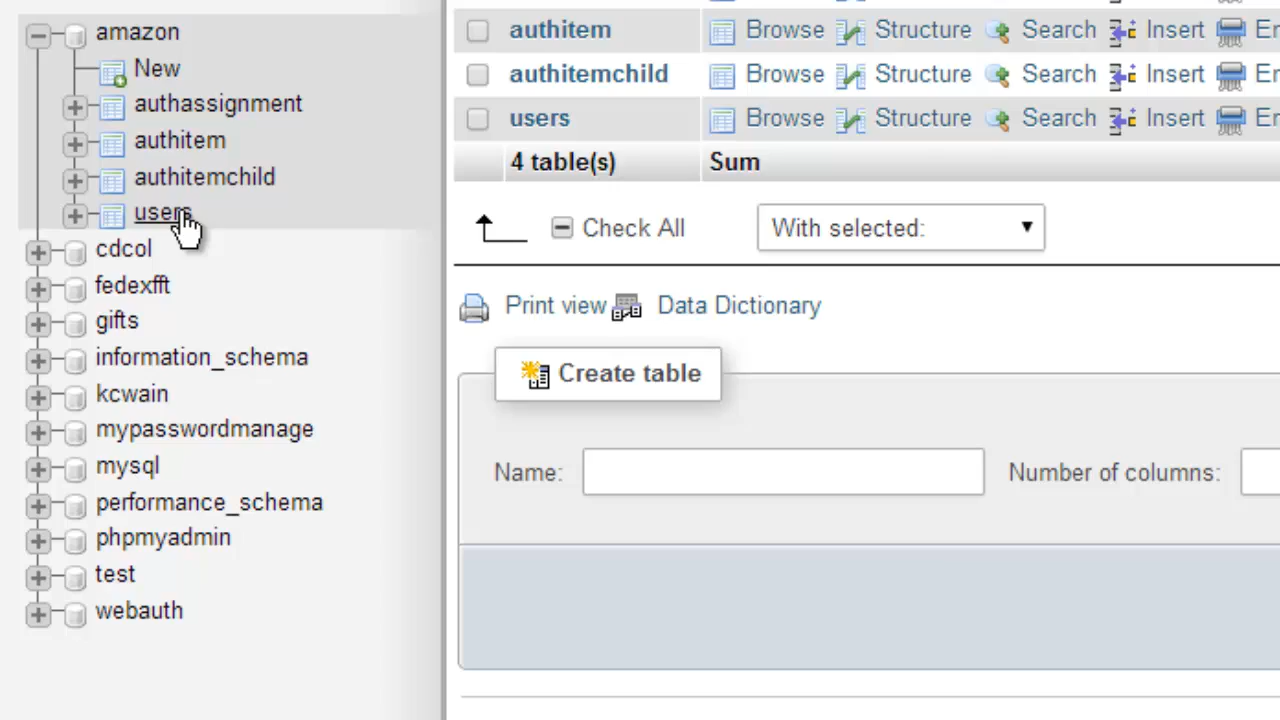 amazon
New
authassignment
authitem
authitemchild
users
cdcol
fedexfft
gifts
information_schema
kcwain
mypasswordmanage
mysql
performance_schema
phpmyadmin
test
webauth
authitem Browse Structure Search Insert
authitemchild Browse Structure Search Insert
users Browse Structure Search Insert
4 table(s) Sum
Check All With selected:
Print view Data Dictionary
Create table
Name: Number of columns: